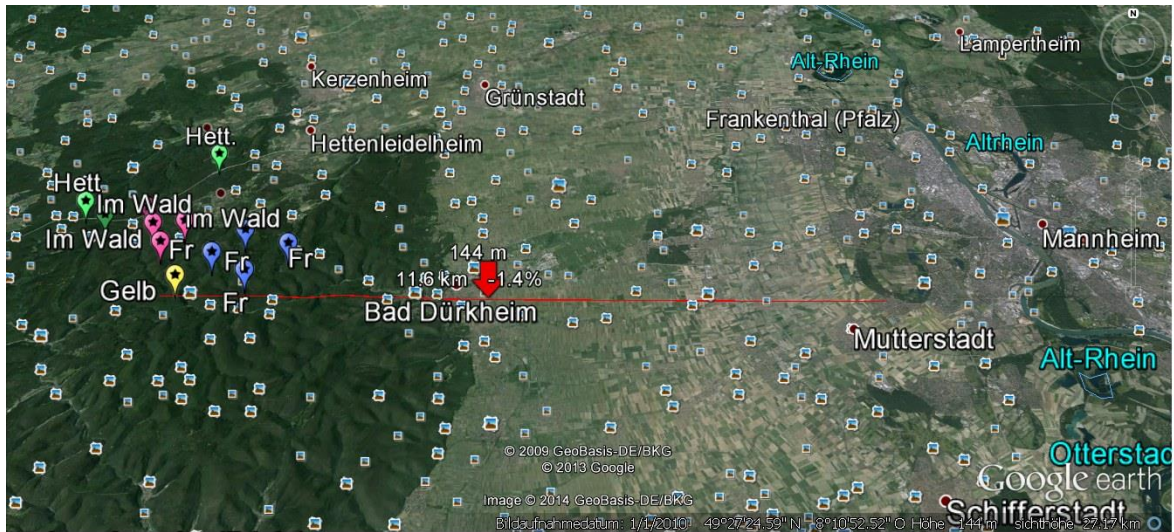 N
Lampertheim
Alt-Rhein
Kerzenheim
Grünstadt
Frankenthal (Pfalz)
Hett.
Hettenleidelheim
Altrhein
Hett.
Im Wald
Im Wald
Im Wald
Fr
Fr
Fr
Mannheim
144 m
11.6 km
-1.4%
Gelb
Fr
Bad Dürkheim
Mutterstadt
Alt-Rhein
© 2009 GeoBasis-DE/BKG
© 2013 Google
Otterstad
Google earth
Image © 2014 GeoBasis-DE/BKG
Schifferstadt
Bildaufnahmedatum: 1/1/2010 49°27'24.59" N 8°10'52.52" O Höhe 144 m Sichthöhe 27.17 km